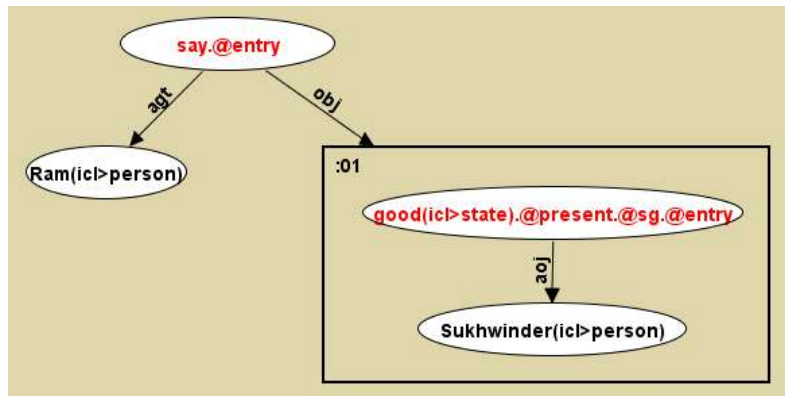 say.@entry
agt
obj
Ram(icl>person)
:01
good(icl>state).@present.@sg.@entry
aoj
Sukhwinder(icl>person)